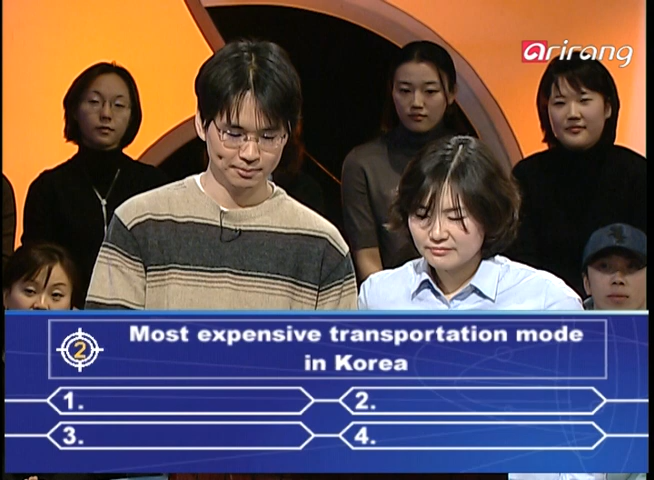 arirang
2 Most expensive transportation mode
in Korea
1.
2.
3.
4.